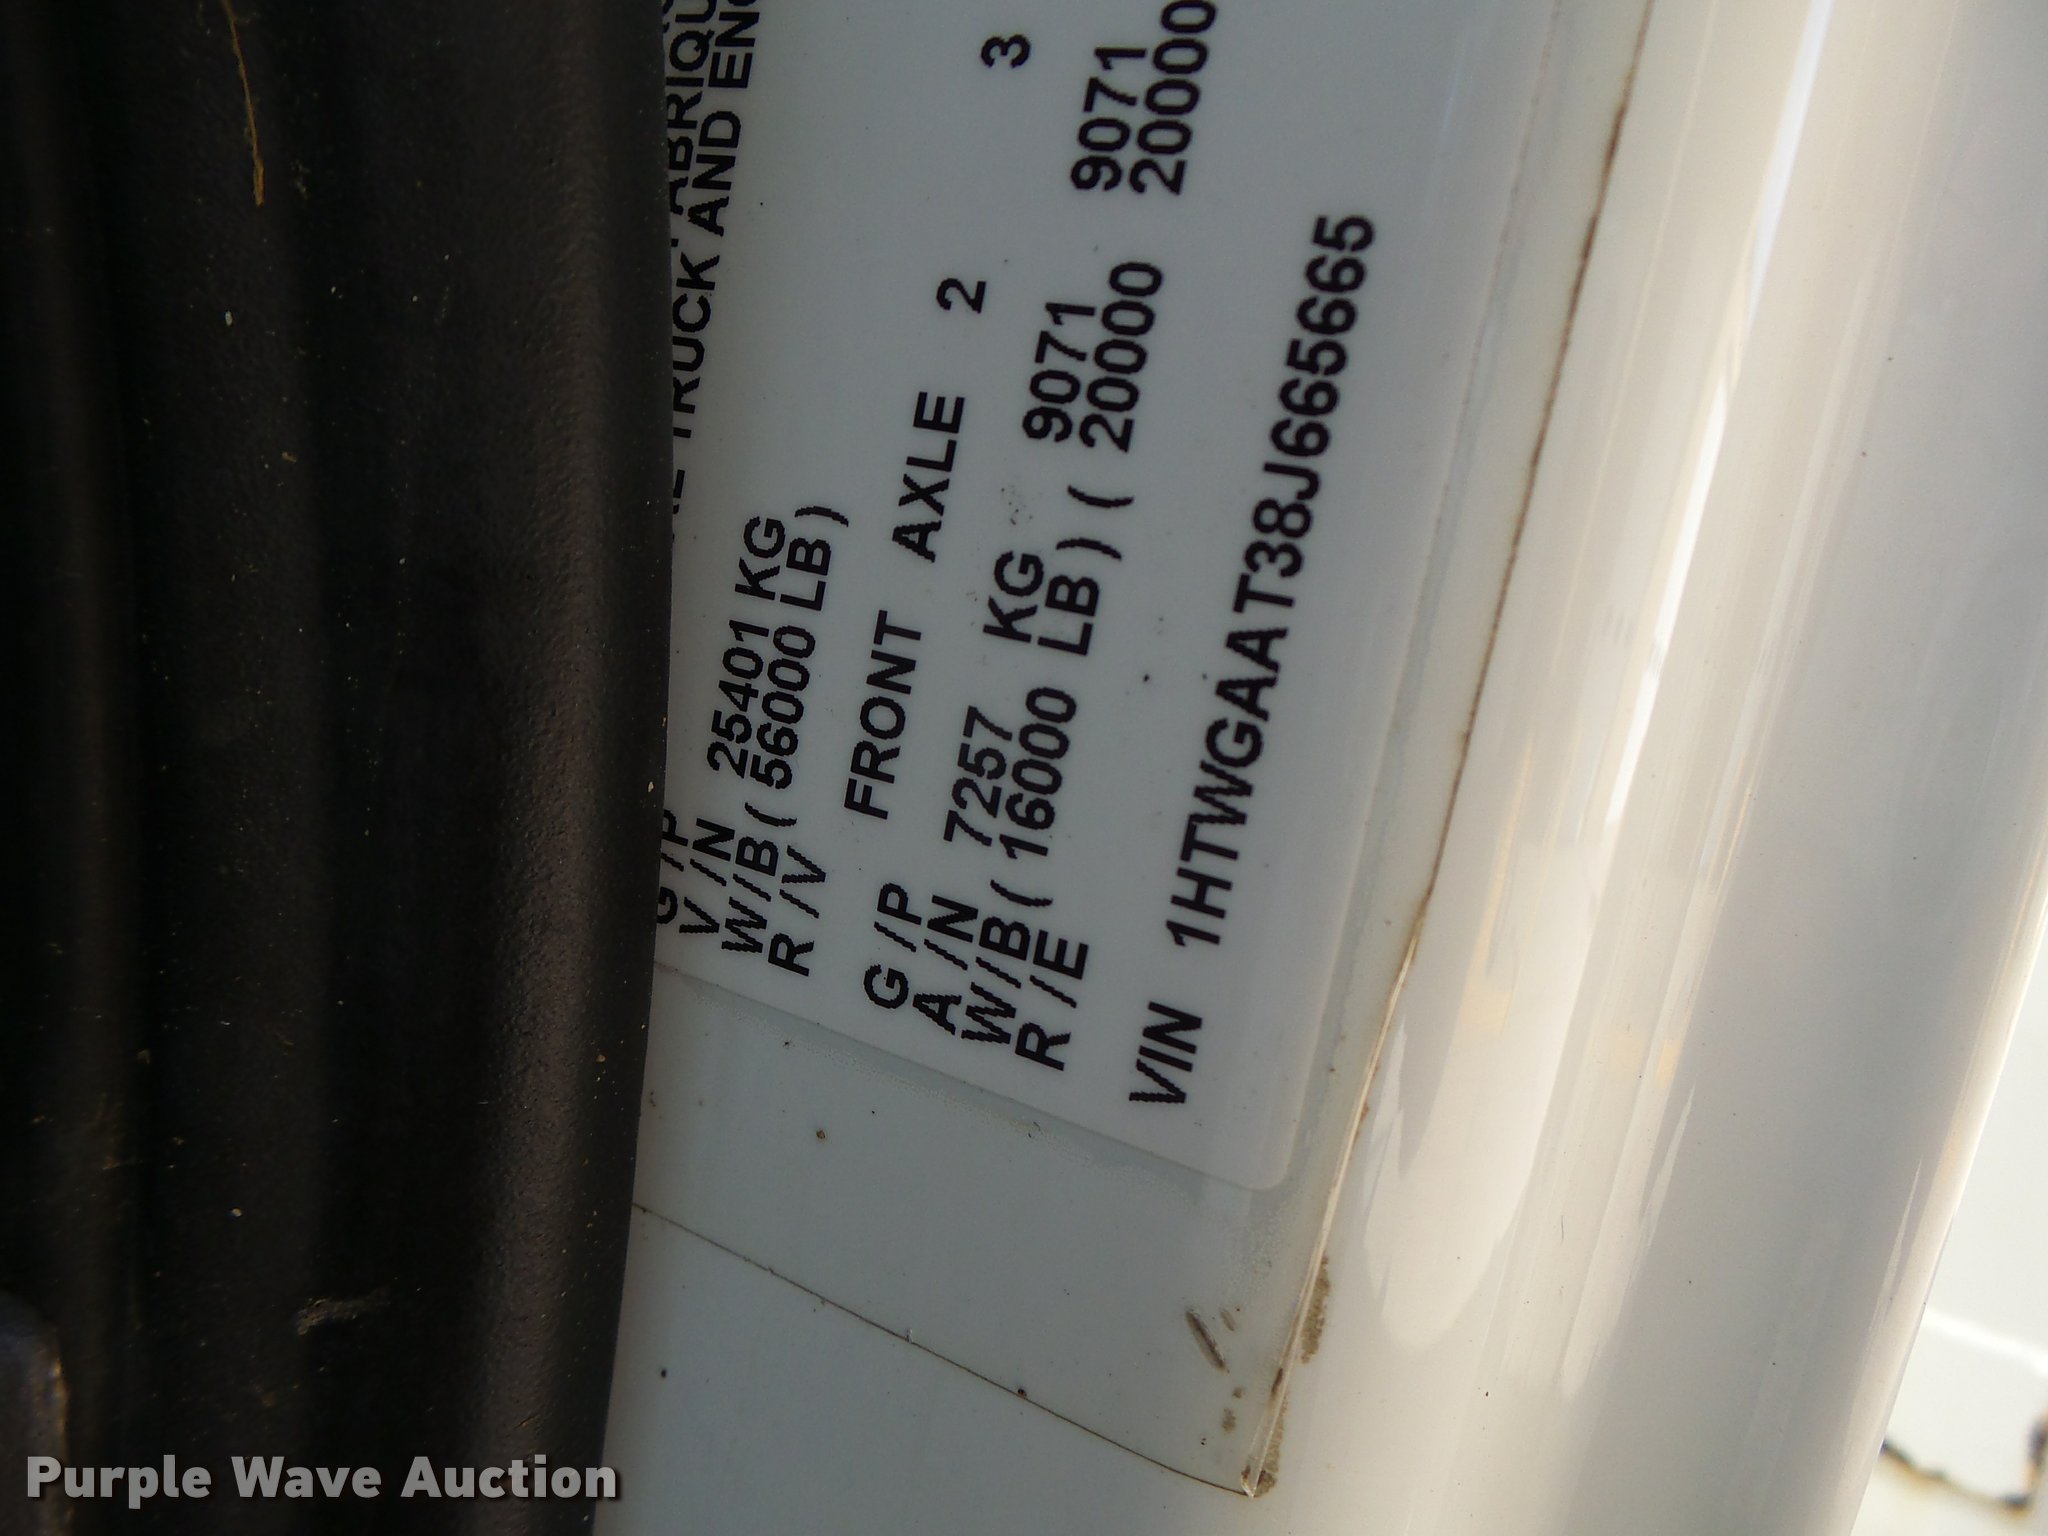 TRUCK AND
G/P
V/N 25401 KG
W/B ( 56000 LB )
R/V
FRONT AXLE 2 3
G/P
A/N 7257 KG 9071 9071
W/B ( 16000 LB ) ( 20000 20000
R/E
VIN 1HTWGAAT38J665665
Purple Wave Auction